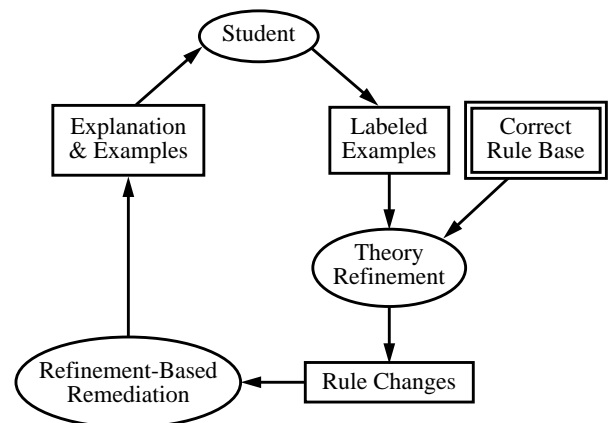 Student
Explanation
& Examples
Labeled
Examples
Correct
Rule Base
Theory
Refinement
Refinement-Based
Remediation
Rule Changes